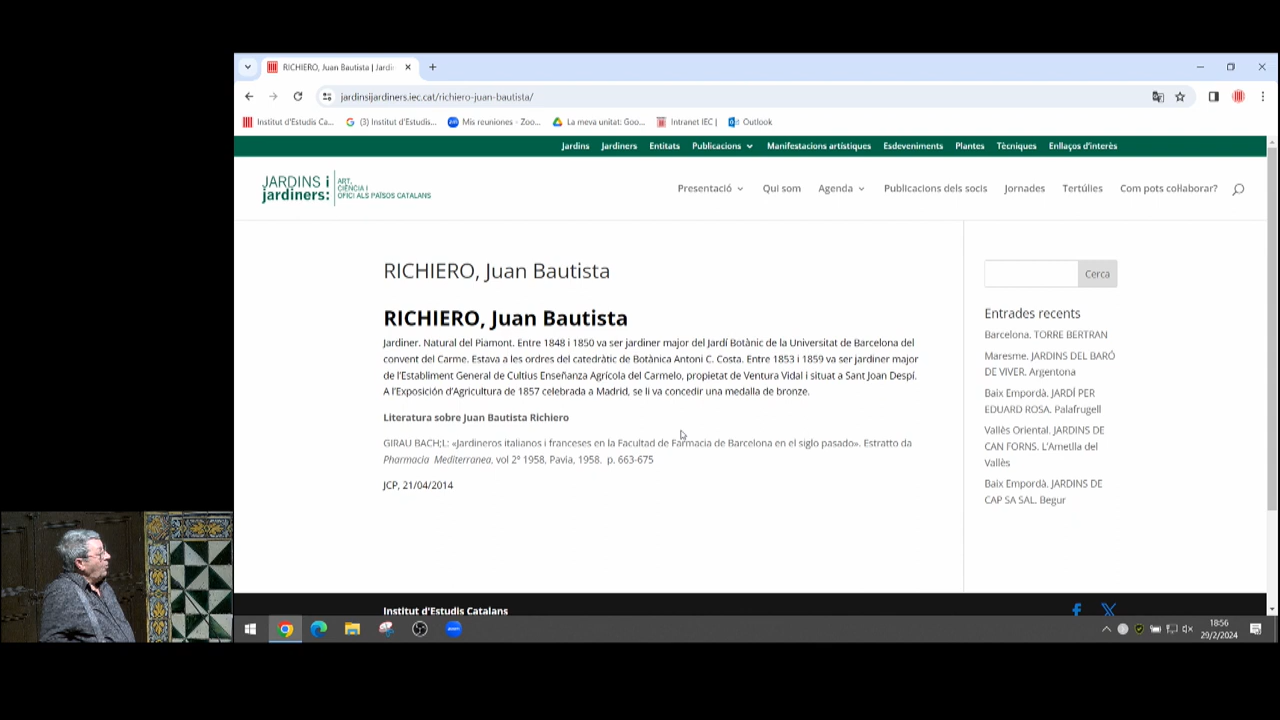 RICHIERO, Juan Bautista | Jardi
jardinsijardiners.iec.cat/richiero-juan-bautista/
Institut d'Estudis Ca... (3) Institut d'Estudis... Mis reuniones - Zoo... La meva unitat: Goo... Intranet IEC | Outlook
Jardins Jardiners Entitats Publicacions Manifestacions artístiques Esdeveniments Plantes Tècniques Enllaços d'interès
JARDINS i
jardiners:
ART,
CIÈNCIA I
OFICI ALS PAÏSOS CATALANS
Presentació Qui som Agenda Publicacions dels socis Jornades Tertúlies Com pots col·laborar?
RICHIERO, Juan Bautista
RICHIERO, Juan Bautista
Jardiner. Natural del Piamont. Entre 1848 i 1850 va ser jardiner major del Jardí Botànic de la Universitat de Barcelona del
convent del Carme. Estava a les ordres del catedràtic de Botànica Antoni C. Costa. Entre 1853 i 1859 va ser jardiner major
de l'Establiment General de Cultius Enseñanza Agrícola del Carmelo, propietat de Ventura Vidal i situat a Sant Joan Despí.
A l'Exposición d'Agricultura de 1857 celebrada a Madrid, se li va concedir una medalla de bronze.
Literatura sobre Juan Bautista Richiero
GIRAU BACH;L: «Jardineros italianos i franceses en la Facultad de Farmacia de Barcelona en el siglo pasado». Estratto da
Pharmacia Mediterranea, vol 2º 1958, Pavia, 1958. p. 663-675
JCP, 21/04/2014
Cerca
Entrades recents
Barcelona. TORRE BERTRAN
Maresme. JARDINS DEL BARÓ
DE VIVER. Argentona
Baix Empordà. JARDÍ PER
EDUARD ROSA. Palafrugell
Vallès Oriental. JARDINS DE
CAN FORNS. L'Ametlla del
Vallès
Baix Empordà. JARDINS DE
CAP SA SAL. Begur
Institut d'Estudis Catalans
zoom
18:56
29/2/2024